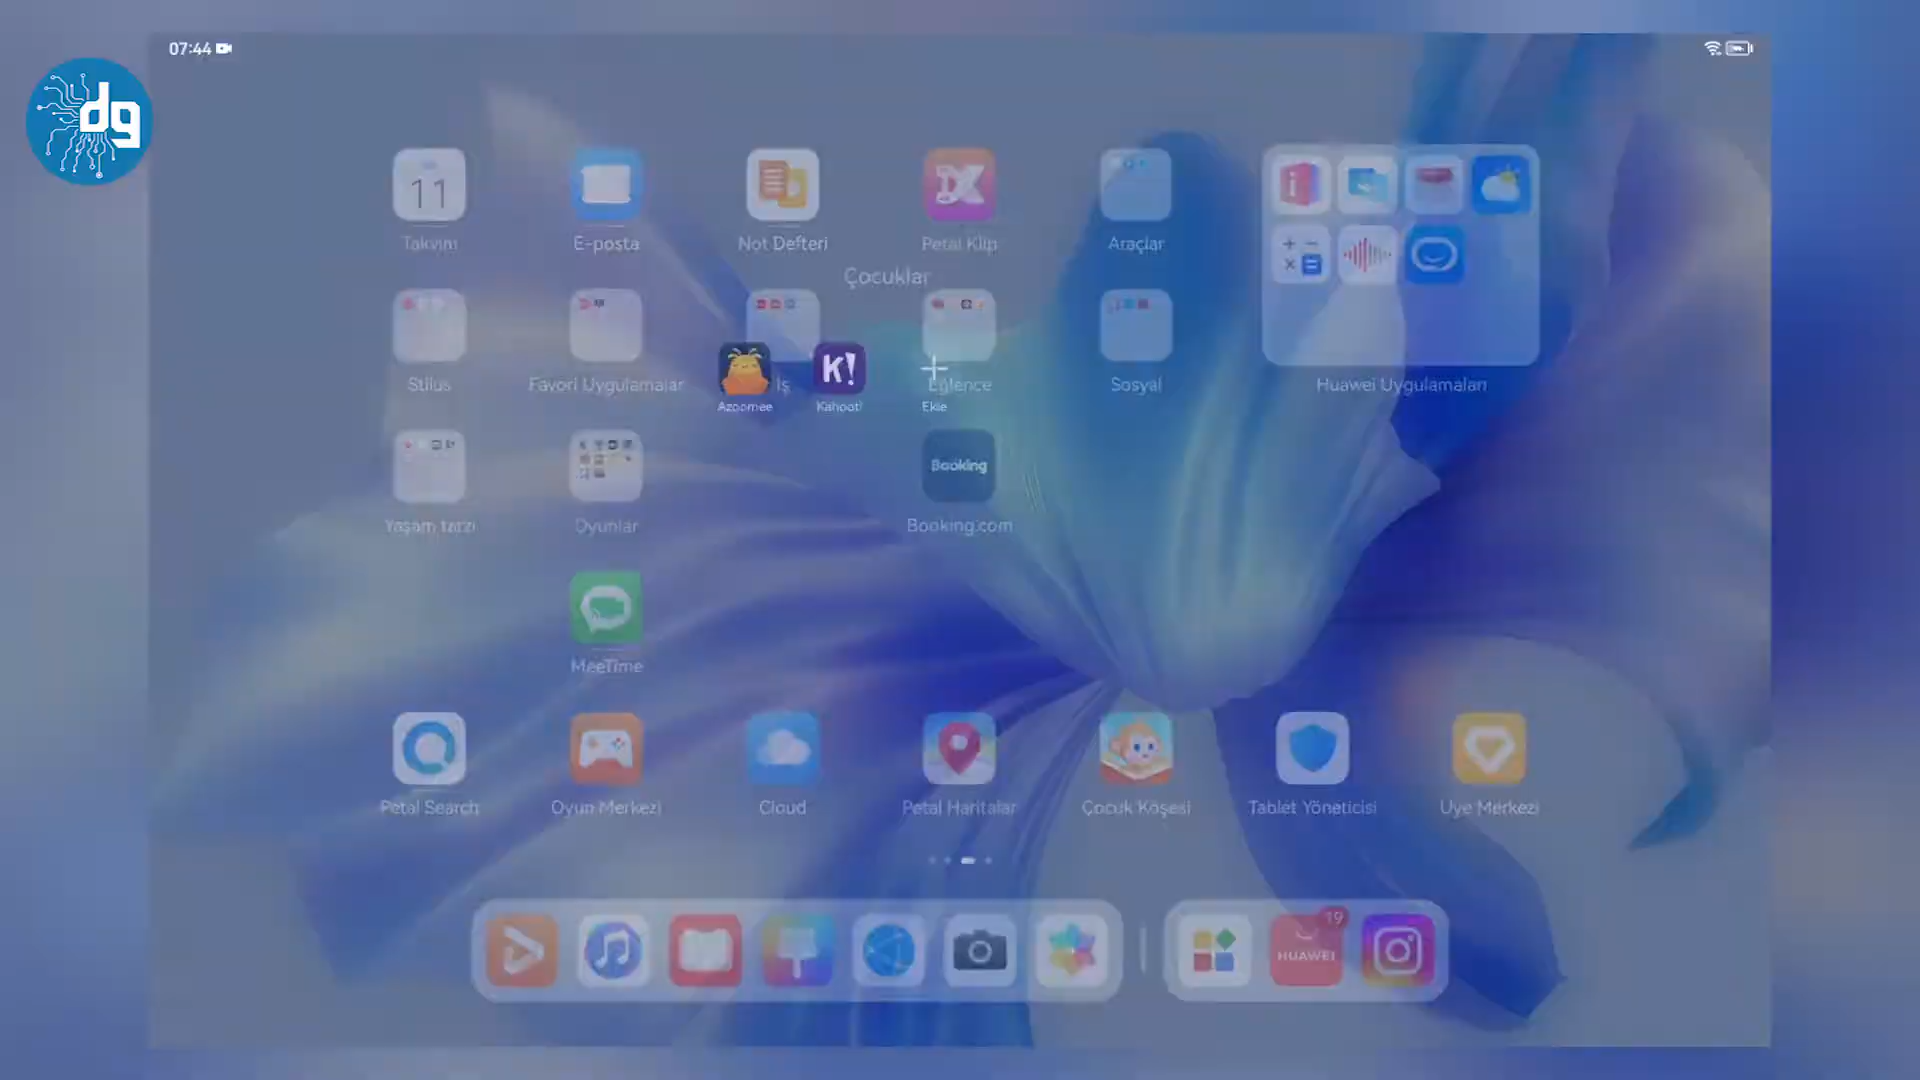 07:44
dg
11
Takvim
E-posta
Not Defteri
Petal Klip
Araçlar
Çocuklar
Stilus
Favori Uygulamalar
İş
Eğlence
Sosyal
Huawei Uygulamaları
K!
Azoomee
Kahoot!
Ekle
Booking
Yaşam tarzı
Oyunlar
Booking.com
MeeTime
Petal Search
Oyun Merkezi
Cloud
Petal Haritalar
Çocuk Köşesi
Tablet Yöneticisi
Üye Merkezi
19
HUAWEI